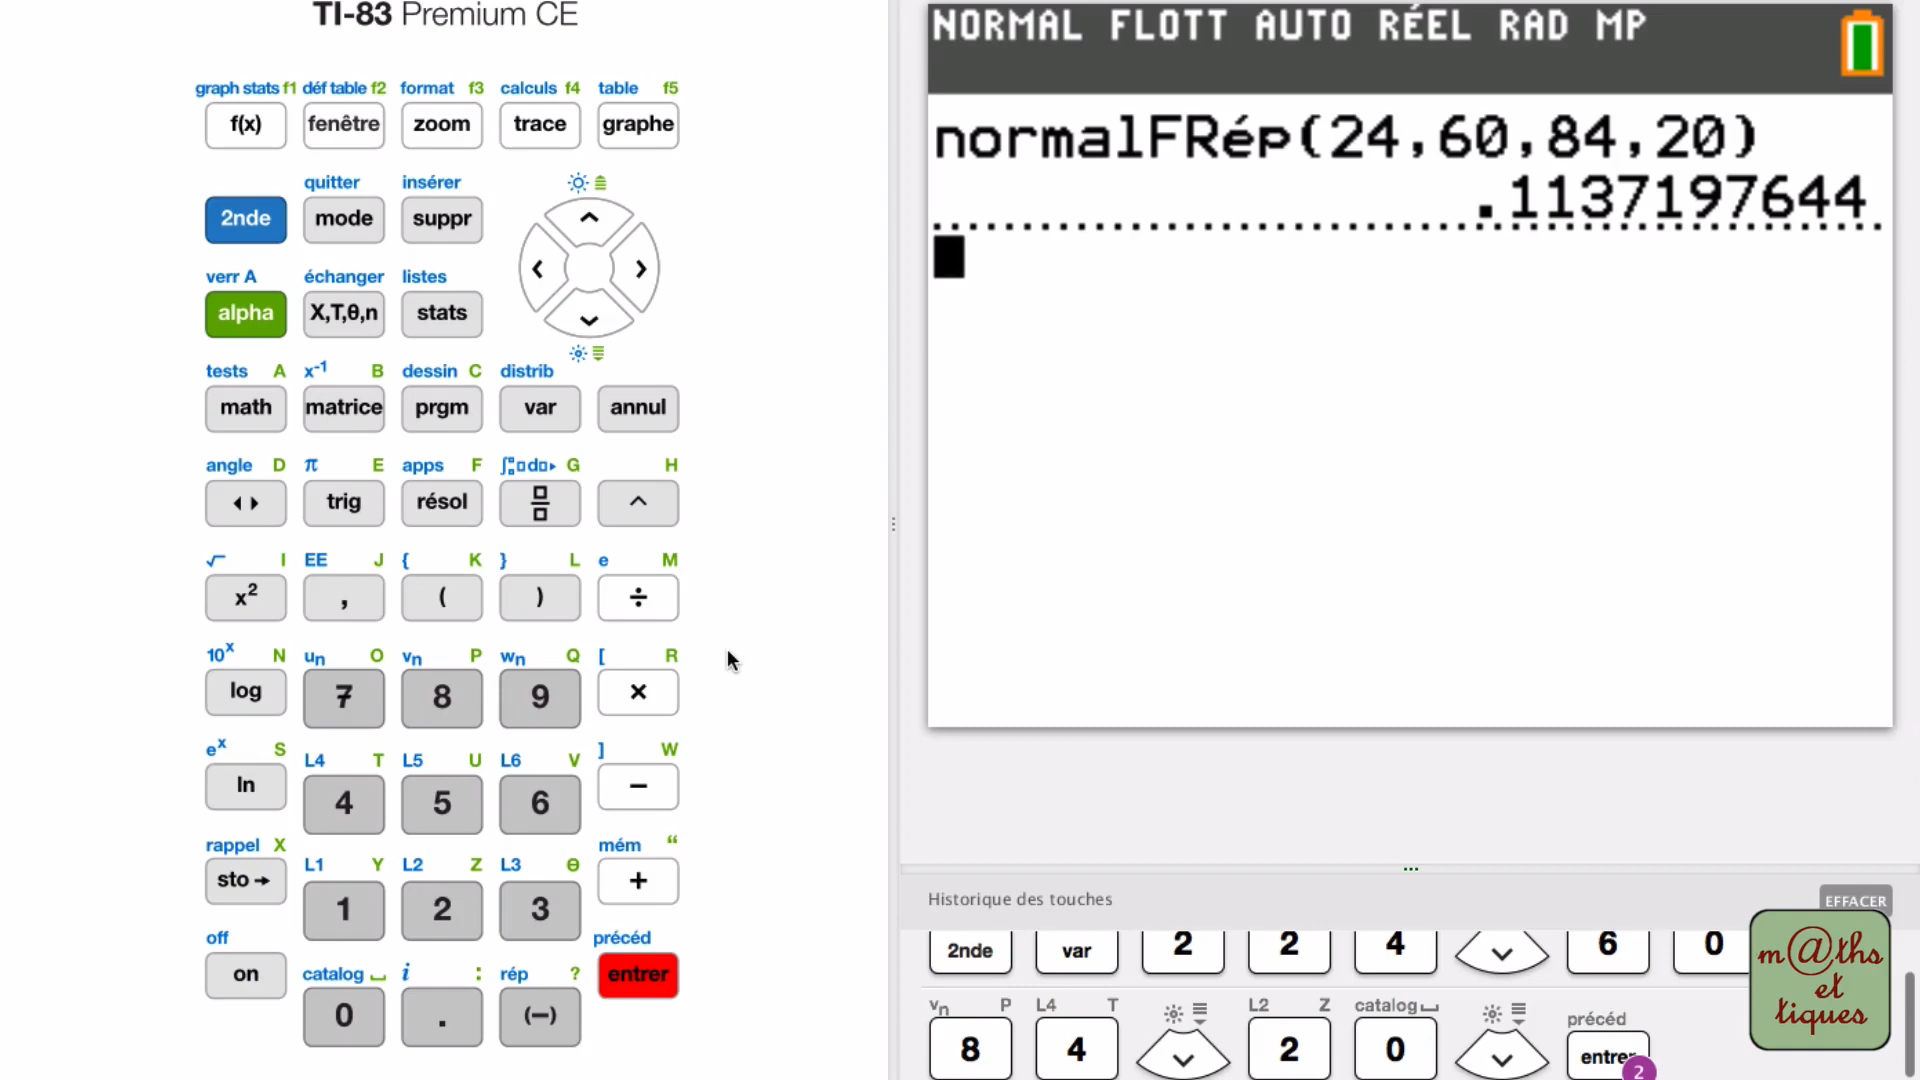 TI-83 Premium CE
graph stats f1 déf table f2 format f3 calculs f4 table f5
f(x) fenêtre zoom trace graphe
quitter insérer
2nde mode suppr
verr A échanger listes
alpha X,T,θ,n stats
tests A x-1 B dessin C distrib
math matrice prgm var annul
angle D π E apps F G H
trig résol ^
√ I EE J { K } L e M
x2 , ( ) ÷
10x N un O vn P wn Q [ R
log 7 8 9 ×
ex S L4 T L5 U L6 V ] W
ln 4 5 6 −
rappel X L1 Y L2 Z L3 θ mém “
sto→ 1 2 3 +
off catalog i : rép ? précéd
on 0 . (−) entrer
NORMAL FLOTT AUTO RÉEL RAD MP
normalFRép(24,60,84,20)
.1137197644
Historique des touches EFFACER
2nde var 2 2 4 6 0
vn P L4 T L2 Z catalog précéd
8 4 2 0 entrer 2
m@ths
et
tiques